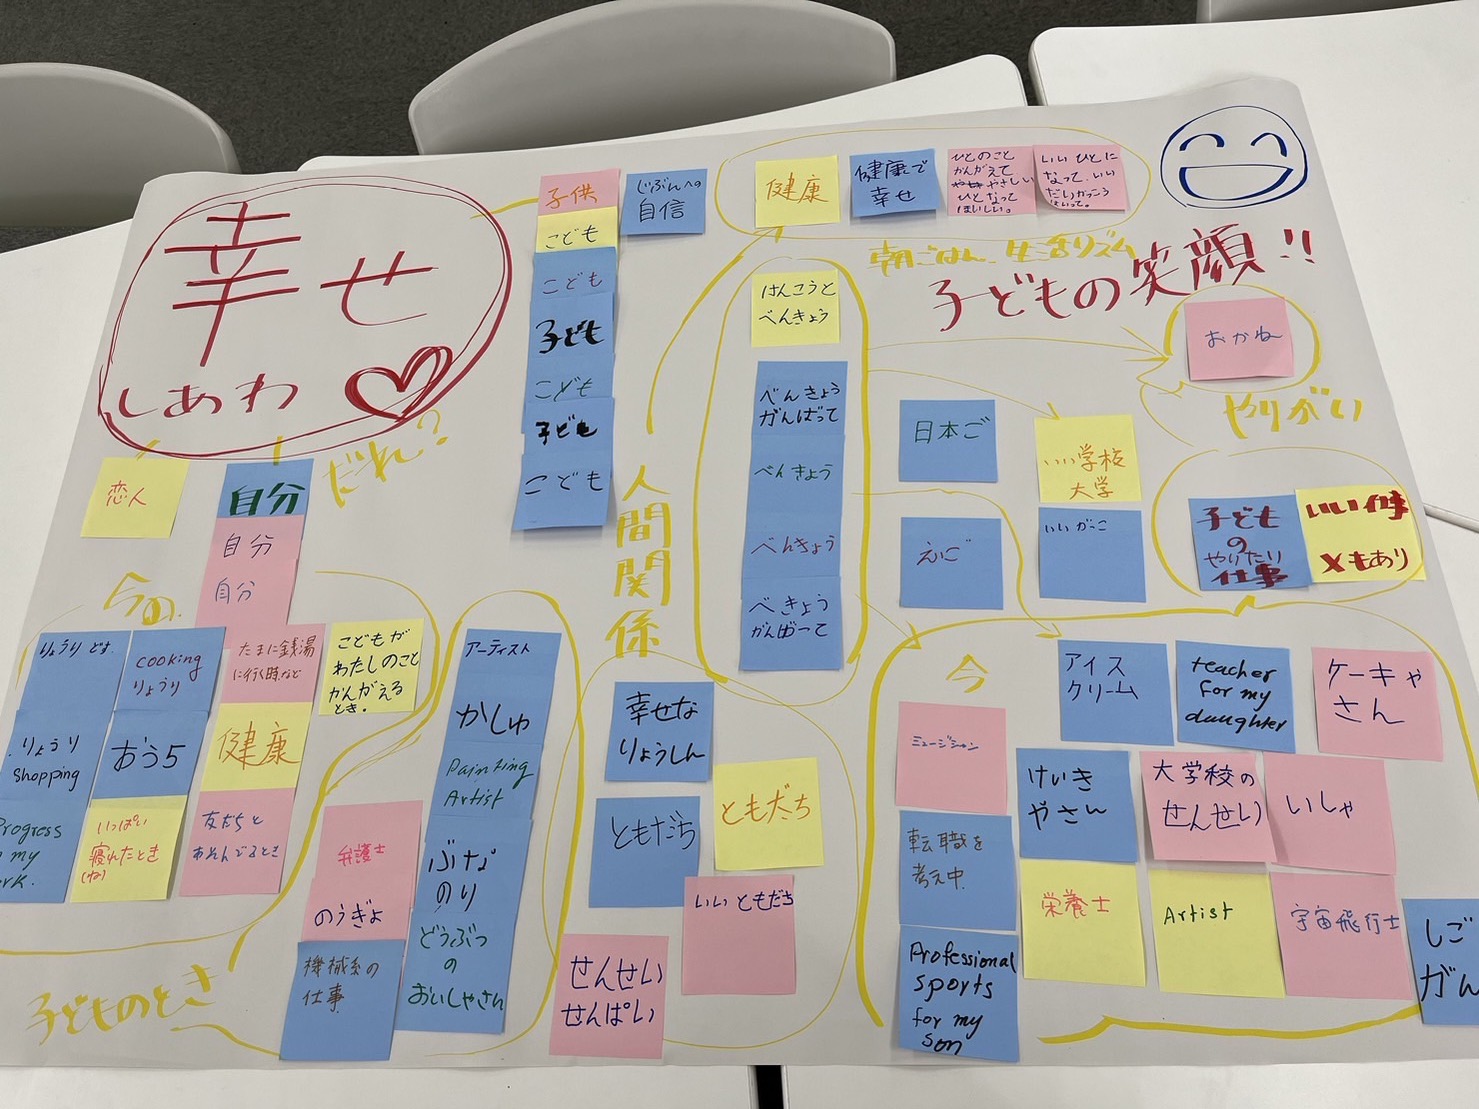 幸せ
しあわ
だれ?
恋人
自分
自分
自分
子供
こども
こども
子ども
こども
子ども
こども
じぶんへの
自信
健康
健康で
幸せ
ひとのこと
かんがえて
やさしい
ひとなって
ほしい。
いいひとに
なって、いい
朝ごはん 生活リズム
子どもの笑顔!!
おかね
やりがい
子ども
の
やりたい
仕事
いい仕事
×もあり
人間関係
けんこうと
べんきょう
べんきょう
がんばって
べんきょう
べんきょう
べきょう
がんばって
日本ご
えご
いい学校
大学
いいがっこ
りょうりです.
cooking
りょうり
たまに銭湯
に行く時など
こどもが
わたしのこと
かんがえる
とき。
りょうり
shopping
おうち
健康
Progress
my
いっぱい
寝れたとき
(ね)
友だちと
あそんでるとき
子どものとき
弁護士
のうぎょ
機械系の
仕事
アーティスト
かしゅ
Painting
Artist
ふな
のり
どうぶつ
の
おいしゃさん
幸せな
りょうしん
ともだち
ともだち
いいともだち
せんせい
せんぱい
今
ミュージシャン
転職を
考え中
Professional
sports
for my
son
アイス
クリーム
teacher
for my
daughter
ケーキや
さん
けいき
やさん
大学校の
せんせい
いしゃ
栄養士
Artist
宇宙飛行士
しご
がん